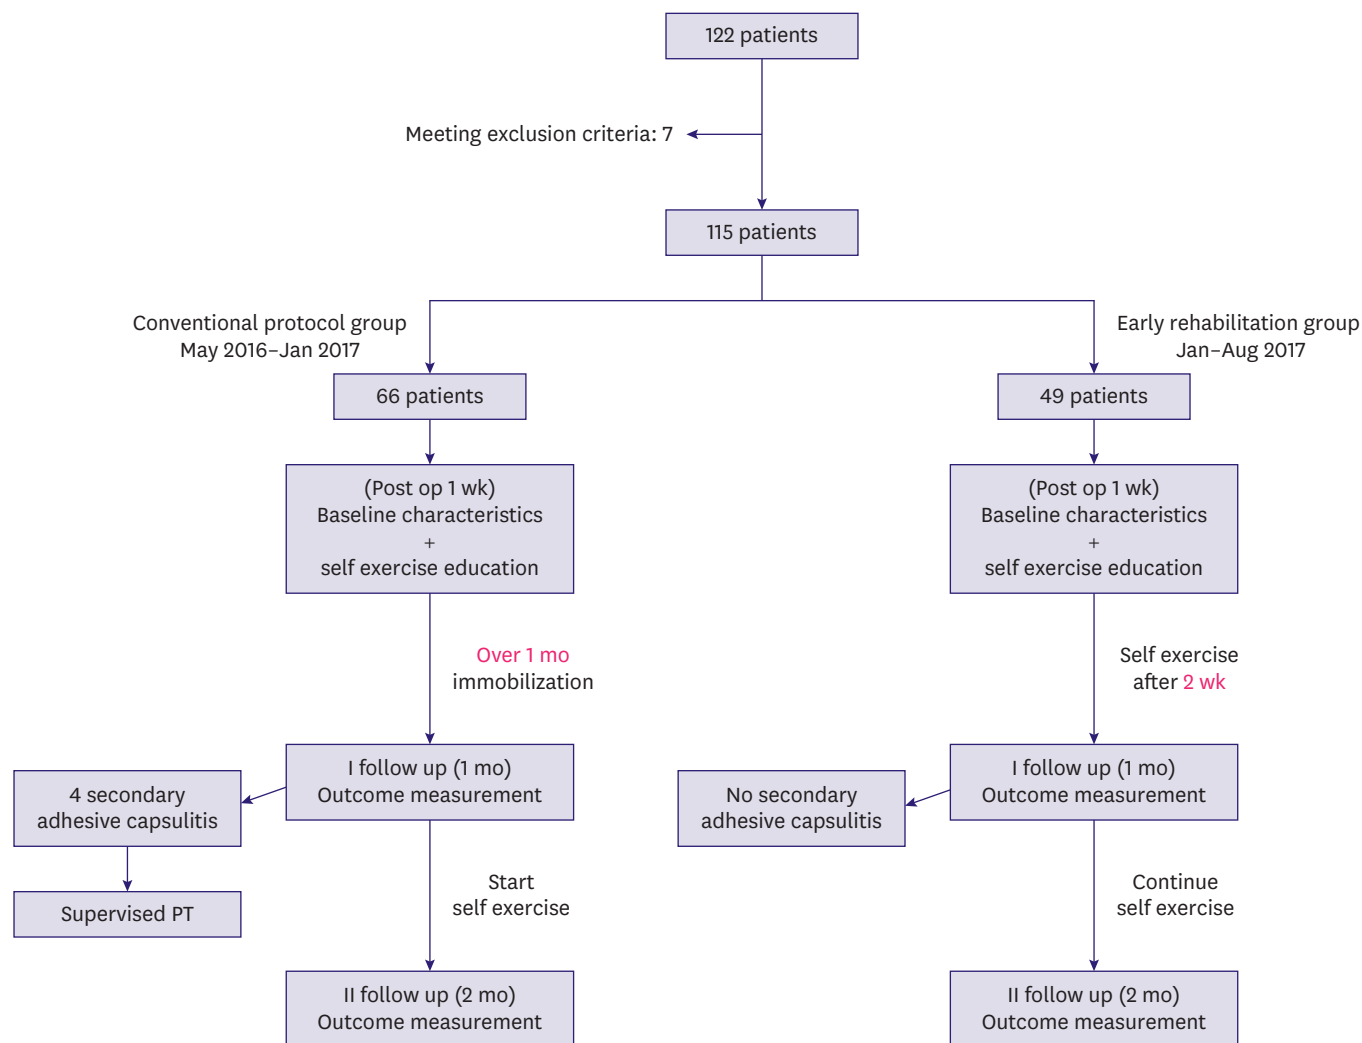 122 patients
Meeting exclusion criteria: 7
115 patients
Conventional protocol group
May 2016–Jan 2017
Early rehabilitation group
Jan–Aug 2017
66 patients
49 patients
(Post op 1 wk)
Baseline characteristics
+
self exercise education
(Post op 1 wk)
Baseline characteristics
+
self exercise education
Over 1 mo
immobilization
Self exercise
after 2 wk
4 secondary
adhesive capsulitis
I follow up (1 mo)
Outcome measurement
No secondary
adhesive capsulitis
I follow up (1 mo)
Outcome measurement
Supervised PT
Start
self exercise
Continue
self exercise
II follow up (2 mo)
Outcome measurement
II follow up (2 mo)
Outcome measurement